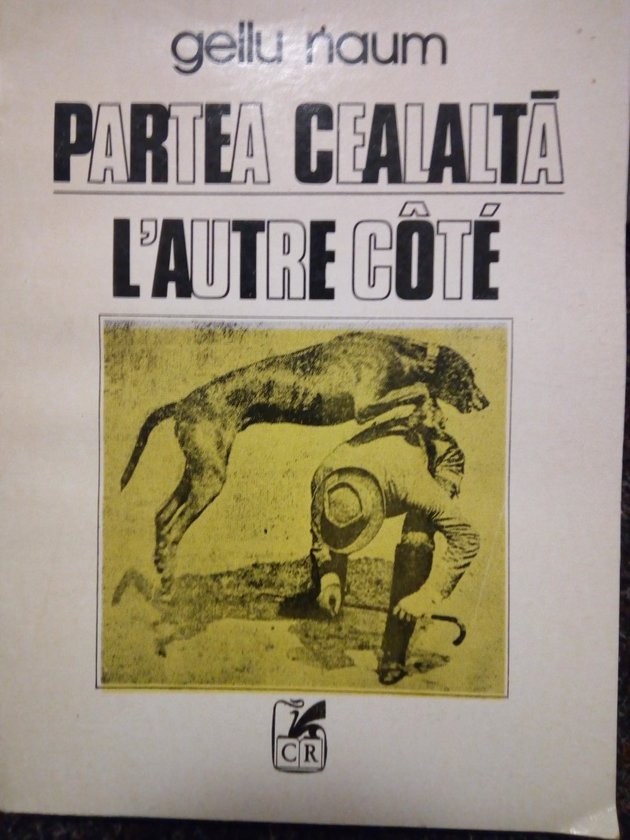 gellu naum
PARTEA CEALALTĂ
L'AUTRE CÔTÉ
CR